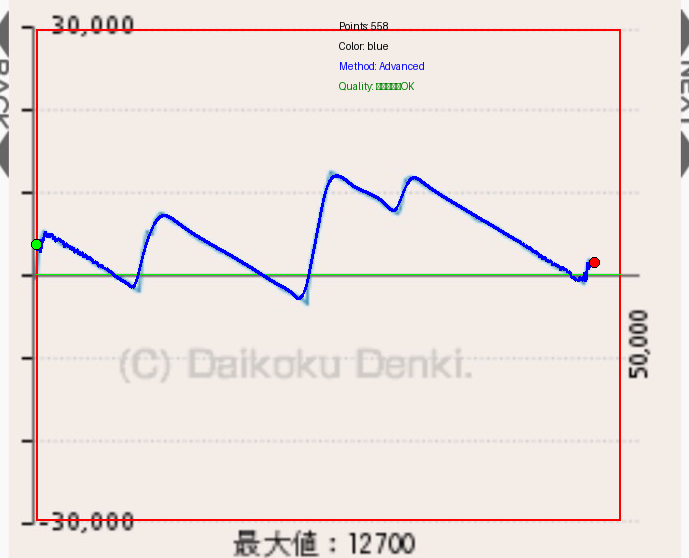 30,000
Points: 558
Color: blue
Method: Advanced
Quality: OK
BACK
NEXT
50,000
(C) Daikoku Denki.
-30,000
最大値：12700